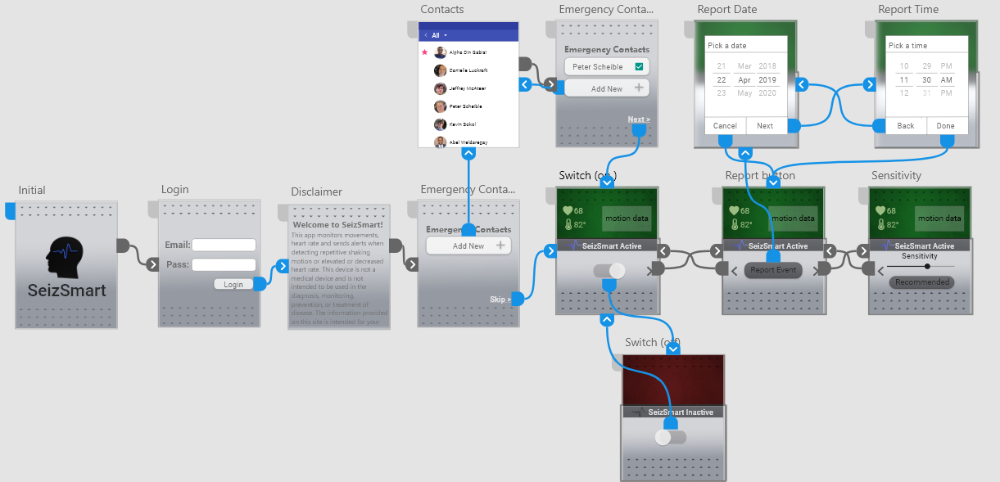 Contacts
Emergency Conta...
Report Date
Report Time
All
Alpha Din Gabisi
Danielle Luckraft
Jeffrey McAteer
Peter Scheible
Kevin Sokol
Abel Weldaregay
Emergency Contacts
Peter Scheible
Add New
Next >
Pick a date
21 Mar 2018
22 Apr 2019
23 May 2020
Cancel Next
Pick a time
10 29 PM
11 30 AM
12 31 PM
Back Done
Initial
SeizSmart
Login
Email:
Pass:
Login
Disclaimer
Welcome to SeizSmart!
This app monitors movements,
heart rate and sends alerts when
detecting repetitive shaking
motion or elevated or decreased
heart rate. This device is not a
medical device and is not
intended to be used in the
diagnosis, monitoring,
prevention, or treatment of
disease. The information provided
on this site is intended for your
Emergency Conta...
Emergency Contacts
Add New
Skip >
Switch (on)
68
82°
motion data
SeizSmart Active
Report button
68
82°
motion data
SeizSmart Active
Report Event
Sensitivity
68
82°
motion data
SeizSmart Active
Sensitivity
Recommended
Switch (off)
SeizSmart Inactive